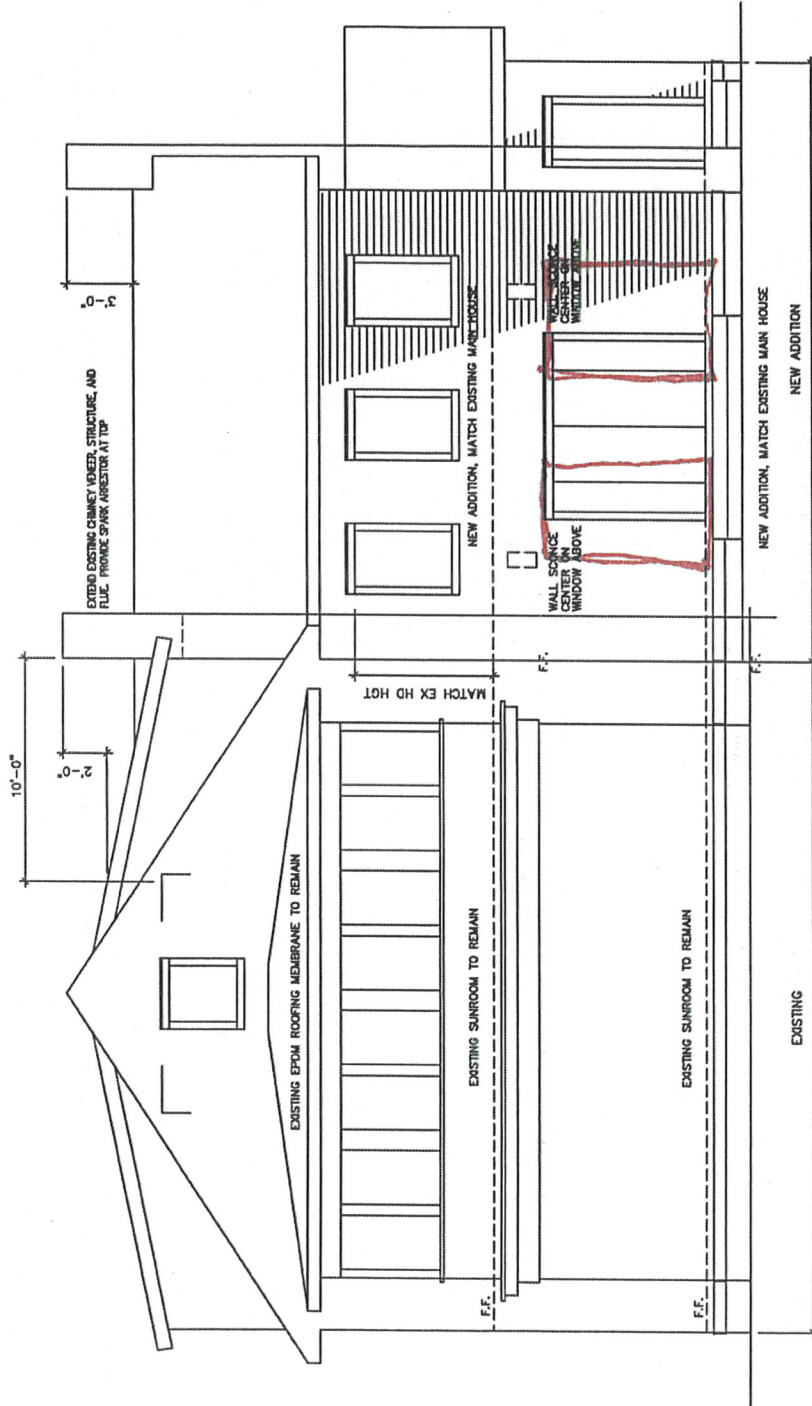 EXTEND EXISTING CHIMNEY VENEER, STRUCTURE, AND
FLUE. PROVIDE SPARK ARRESTOR AT TOP
10'-0"
2'-0"
3'-0"
EXISTING EPDM ROOFING MEMBRANE TO REMAIN
MATCH EX HD HGT
EXISTING SUNROOM TO REMAIN
NEW ADDITION, MATCH EXISTING MAIN HOUSE
F.F.
F.F.
WALL SCONCE
CENTER ON
WINDOW ABOVE
WALL SCONCE
CENTER ON
WINDOW ABOVE
EXISTING SUNROOM TO REMAIN
F.F.
F.F.
NEW ADDITION, MATCH EXISTING MAIN HOUSE
EXISTING
NEW ADDITION